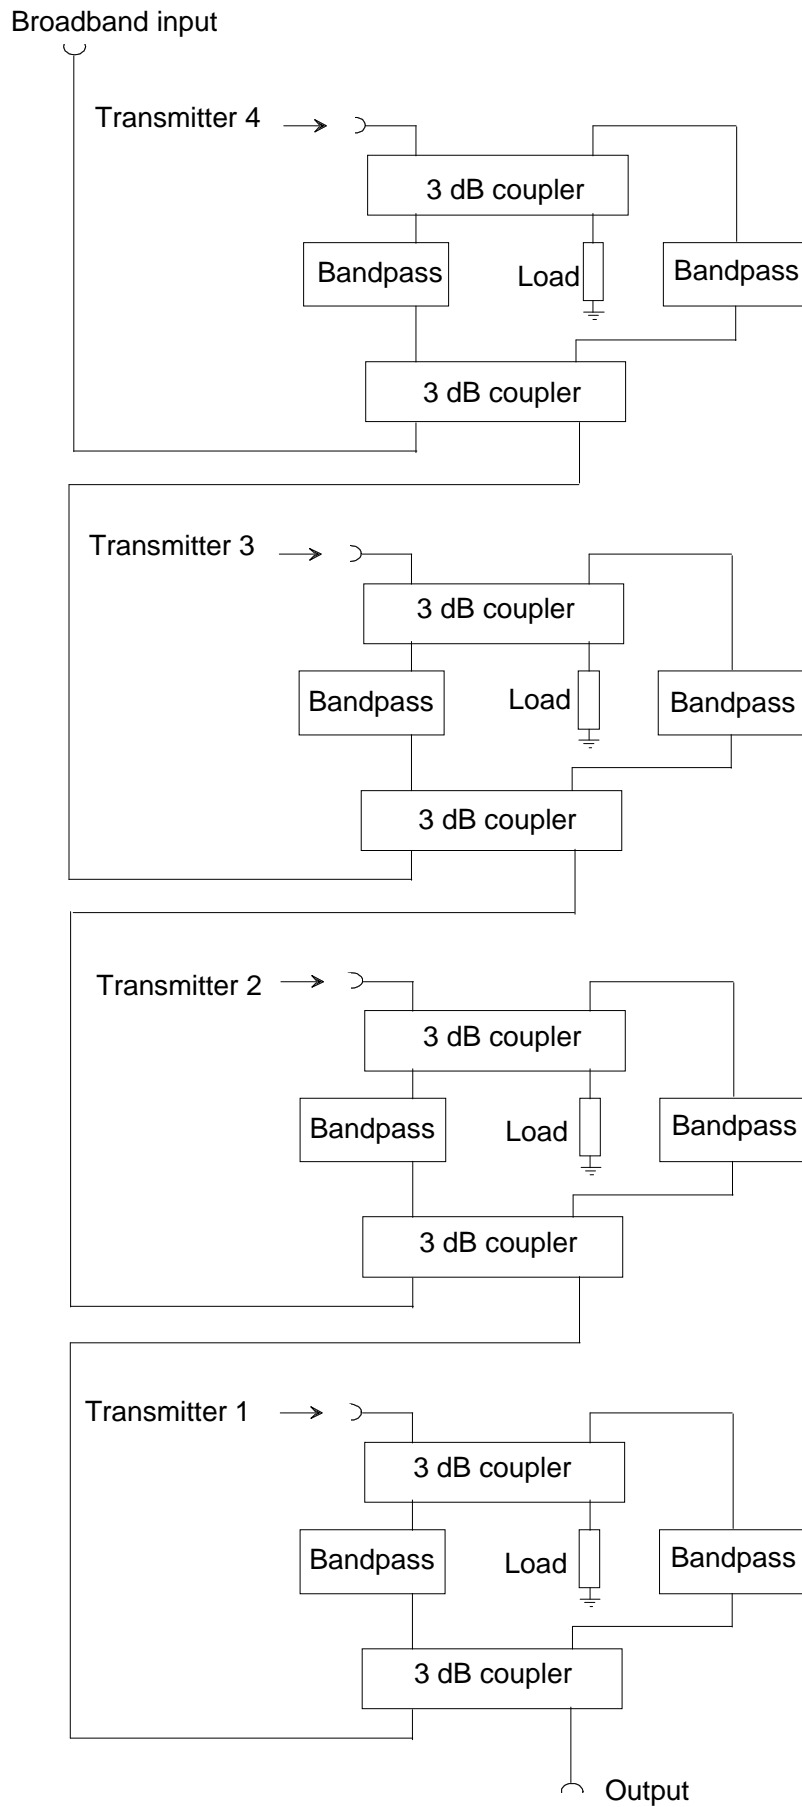 Broadband input
Transmitter 4
3 dB coupler
Bandpass
Load
Bandpass
3 dB coupler
Transmitter 3
3 dB coupler
Bandpass
Load
Bandpass
3 dB coupler
Transmitter 2
3 dB coupler
Bandpass
Load
Bandpass
3 dB coupler
Transmitter 1
3 dB coupler
Bandpass
Load
Bandpass
3 dB coupler
Output